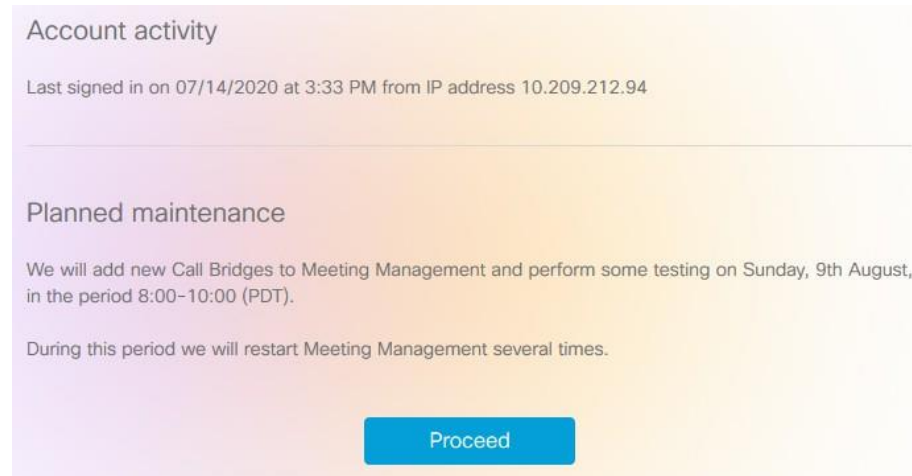 Account activity
Last signed in on 07/14/2020 at 3:33 PM from IP address 10.209.212.94
Planned maintenance
We will add new Call Bridges to Meeting Management and perform some testing on Sunday, 9th August,
in the period 8:00-10:00 (PDT).
During this period we will restart Meeting Management several times.
Proceed